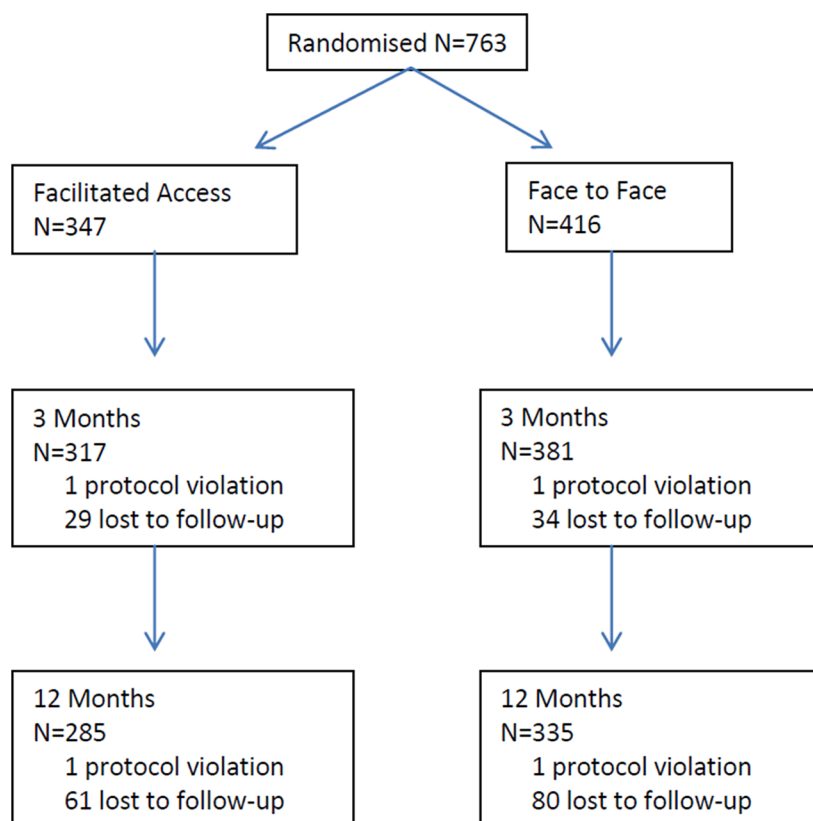 Randomised N=763
Facilitated Access
N=347
Face to Face
N=416
3 Months
N=317
1 protocol violation
29 lost to follow-up
3 Months
N=381
1 protocol violation
34 lost to follow-up
12 Months
N=285
1 protocol violation
61 lost to follow-up
12 Months
N=335
1 protocol violation
80 lost to follow-up